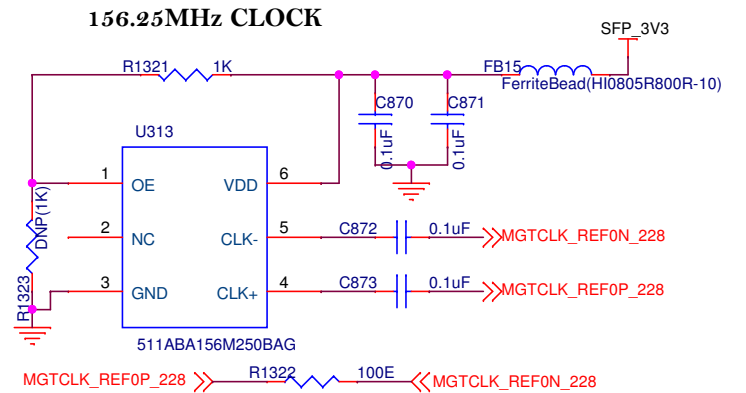 156.25MHz CLOCK
SFP_3V3
R1321 1K
FB15
FerriteBead(HI0805R800R-10)
C870
0.1uF
C871
0.1uF
U313
1 OE
VDD 6
DNP(1K)
R1323
2 NC
CLK- 5
C872 0.1uF
MGTCLK_REF0N_228
3 GND
CLK+ 4
C873 0.1uF
MGTCLK_REF0P_228
511ABA156M250BAG
MGTCLK_REF0P_228
R1322 100E
MGTCLK_REF0N_228